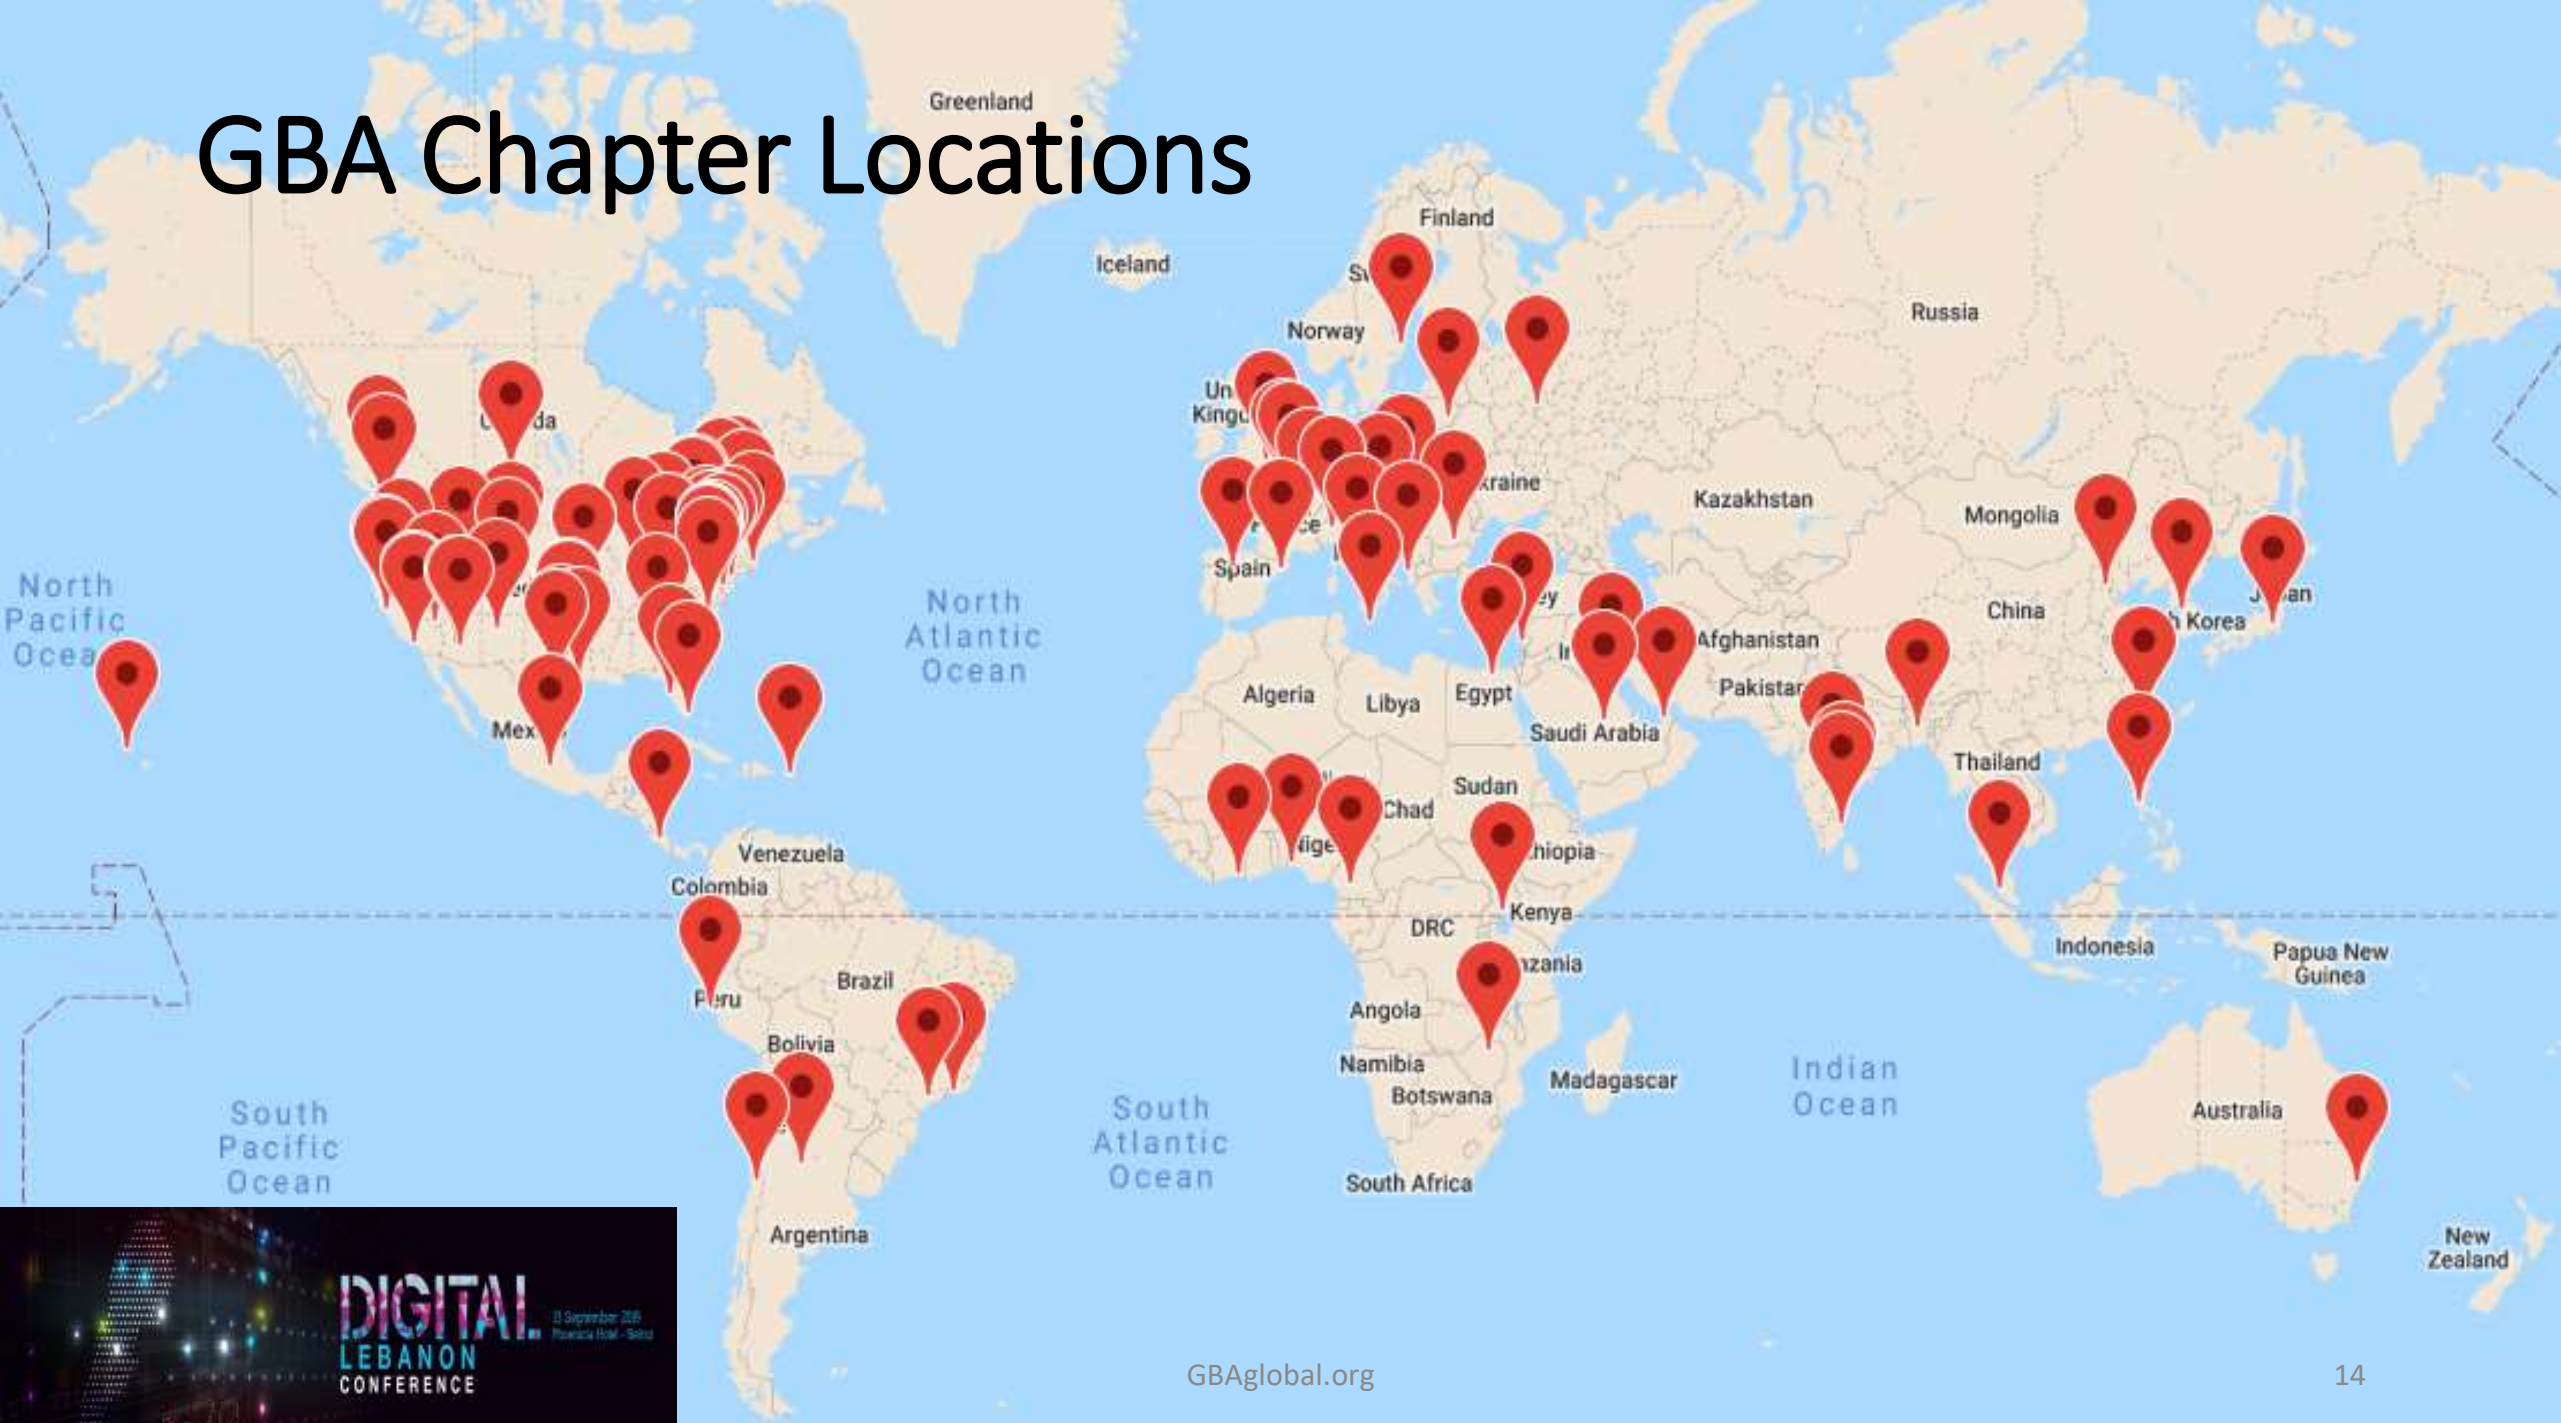 GBA Chapter Locations
Greenland
Iceland
Finland
Norway
Russia
Kazakhstan
Mongolia
China
Afghanistan
Spain
Algeria
Libya
Egypt
Saudi Arabia
Thailand
Sudan
Chad
Kenya
DRC
Angola
Namibia
Botswana
Madagascar
South Africa
Indonesia
Papua New
Guinea
Australia
New
Zealand
Venezuela
Colombia
Brazil
Bolivia
Argentina
North
Atlantic
Ocean
South
Pacific
Ocean
South
Atlantic
Ocean
Indian
Ocean
North
Pacific
DIGITAL
LEBANON
CONFERENCE
GBAglobal.org
14